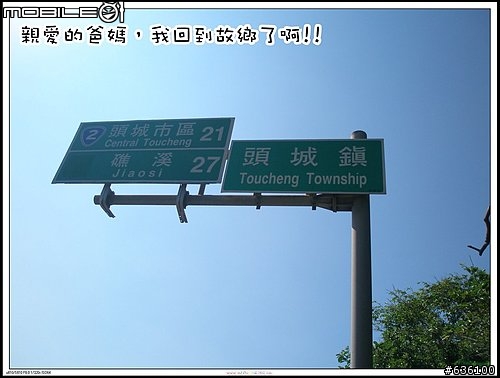 MOBILE01
親愛的爸媽，我回到故鄉了啊!!
2 頭城市區 21
Central Toucheng
礁溪 27
Jiaosi
頭城鎮
Toucheng Township
#636100